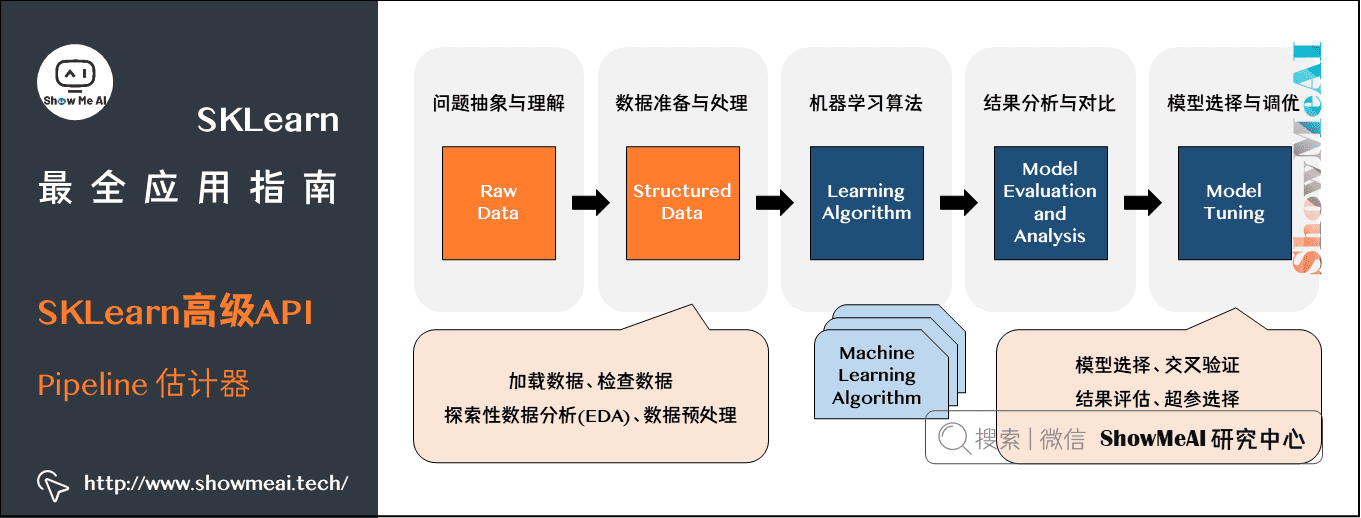 Show Me AI
SKLearn
最全应用指南
SKLearn高级API
Pipeline 估计器
http://www.showmeai.tech/
问题抽象与理解
Raw
Data
数据准备与处理
Structured
Data
机器学习算法
Learning
Algorithm
结果分析与对比
Model
Evaluation
and
Analysis
模型选择与调优
Model
Tuning
ShowMeAI
加载数据、检查数据
探索性数据分析(EDA)、数据预处理
Machine
Learning
Algorithm
模型选择、交叉验证
结果评估、超参选择
搜索 | 微信 ShowMeAI 研究中心